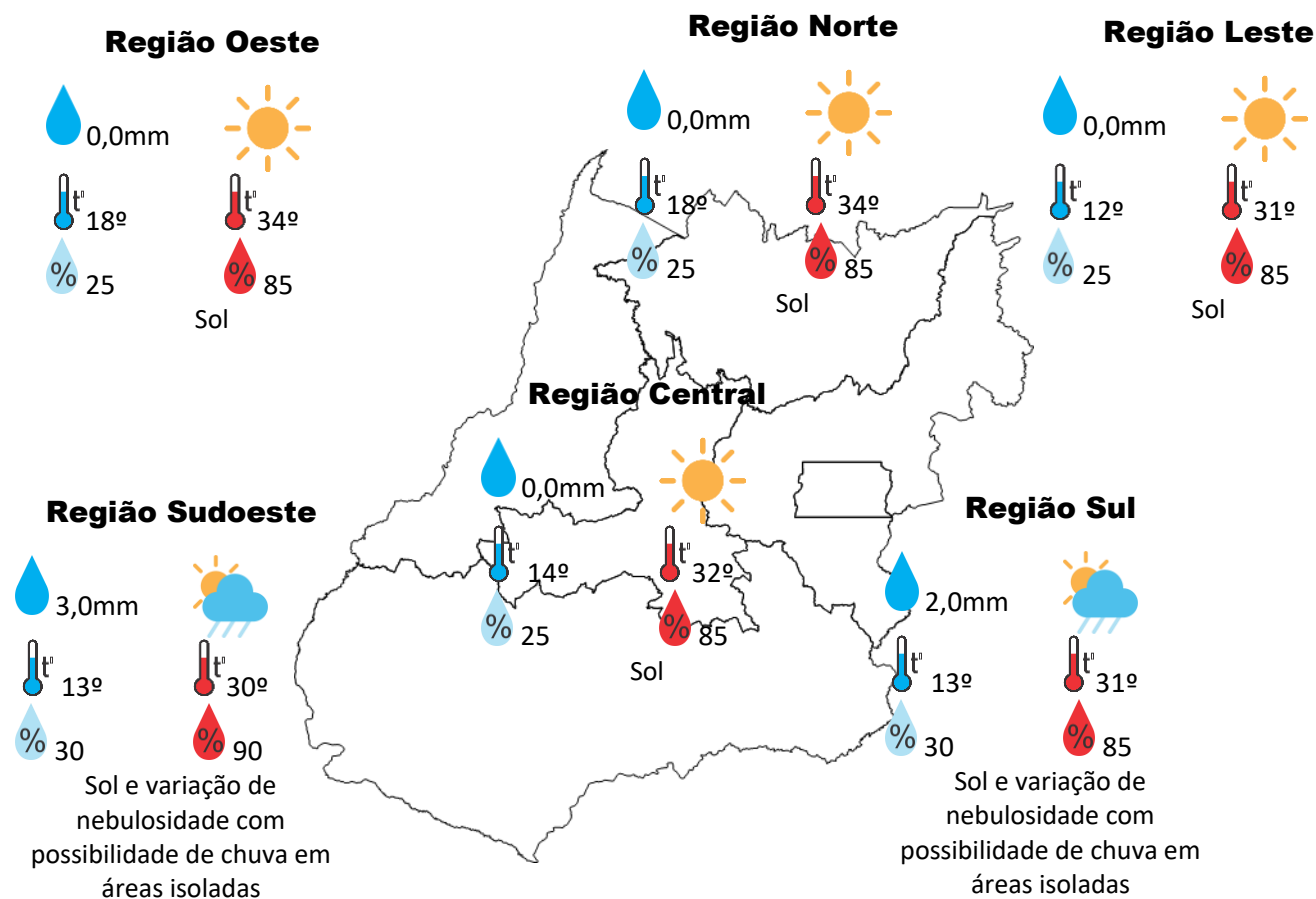 Região Oeste
0,0mm
t°
18º
t°
34º
%
25
%
85
Sol
Região Norte
0,0mm
t°
18º
t°
34º
%
25
%
85
Sol
Região Leste
0,0mm
t°
12º
t°
31º
%
25
%
85
Sol
Região Central
0,0mm
t°
14º
t°
32º
%
25
%
85
Sol
Região Sudoeste
3,0mm
t°
13º
t°
30º
%
30
%
90
Sol e variação de
nebulosidade com
possibilidade de chuva em
áreas isoladas
Região Sul
2,0mm
t°
13º
t°
31º
%
30
%
85
Sol e variação de
nebulosidade com
possibilidade de chuva em
áreas isoladas